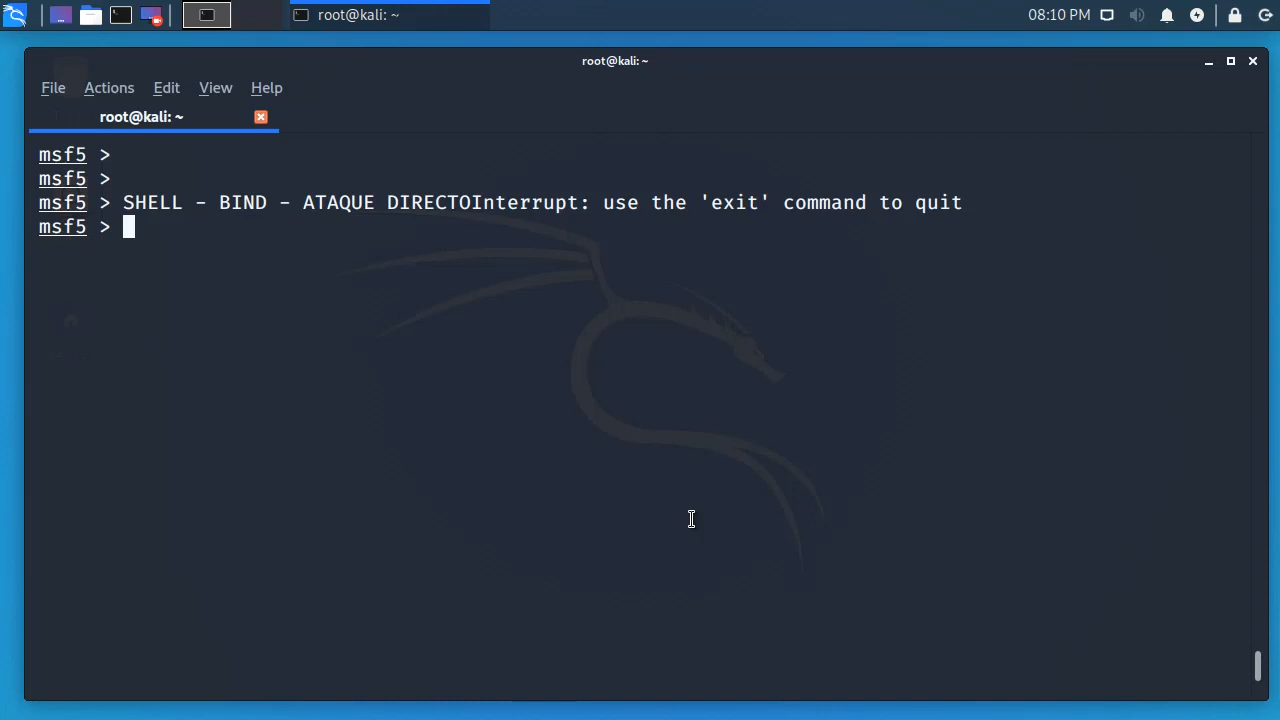 root@kali: ~
08:10 PM
root@kali: ~
File Actions Edit View Help
root@kali: ~
msf5 >
msf5 >
msf5 > SHELL - BIND - ATAQUE DIRECTOInterrupt: use the 'exit' command to quit
msf5 >